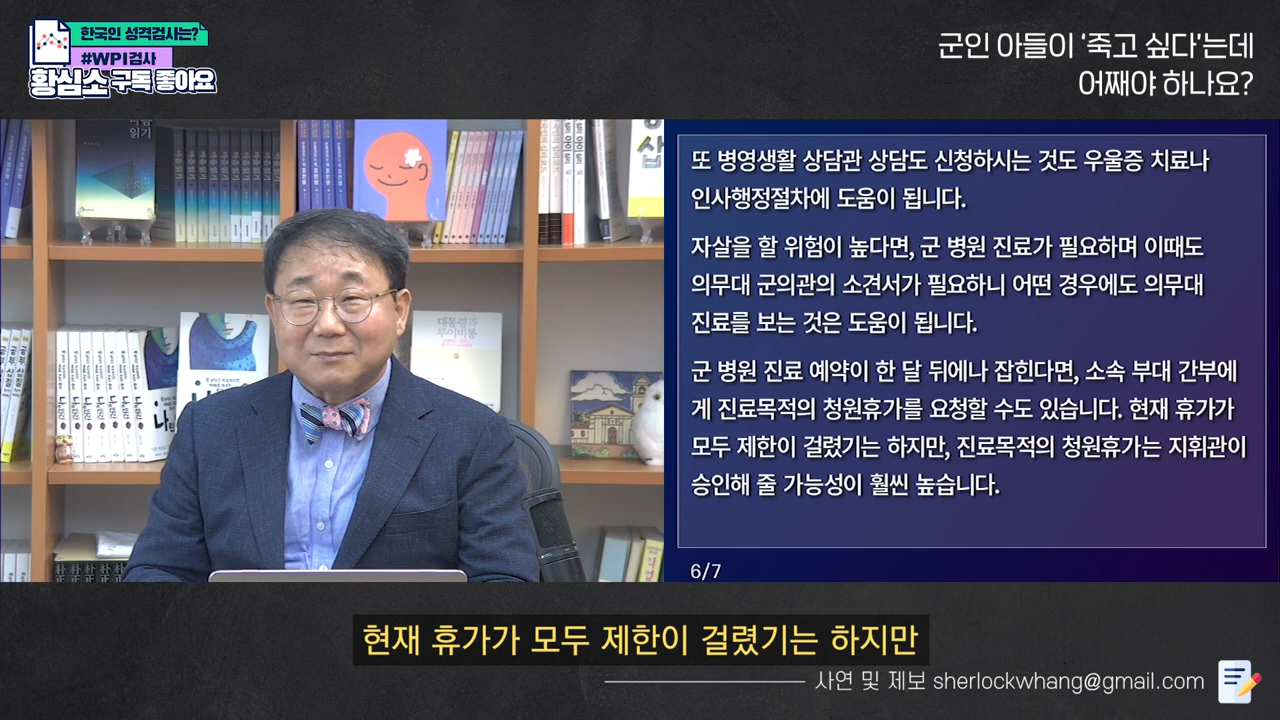 한국인 성격검사는?
#WPI검사
황심소 구독 좋아요
군인 아들이 ‘죽고 싶다’는데
어째야 하나요?
또 병영생활 상담관 상담도 신청하시는 것도 우울증 치료나
인사행정절차에 도움이 됩니다.
자살을 할 위험이 높다면, 군 병원 진료가 필요하며 이때도
의무대 군의관의 소견서가 필요하니 어떤 경우에도 의무대
진료를 보는 것은 도움이 됩니다.
군 병원 진료 예약이 한 달 뒤에나 잡힌다면, 소속 부대 간부에
게 진료목적의 청원휴가를 요청할 수도 있습니다. 현재 휴가가
모두 제한이 걸렸기는 하지만, 진료목적의 청원휴가는 지휘관이
승인해 줄 가능성이 훨씬 높습니다.
6/7
읽기
대통령과
루이비통
현재 휴가가 모두 제한이 걸렸기는 하지만
사연 및 제보 sherlockwhang@gmail.com